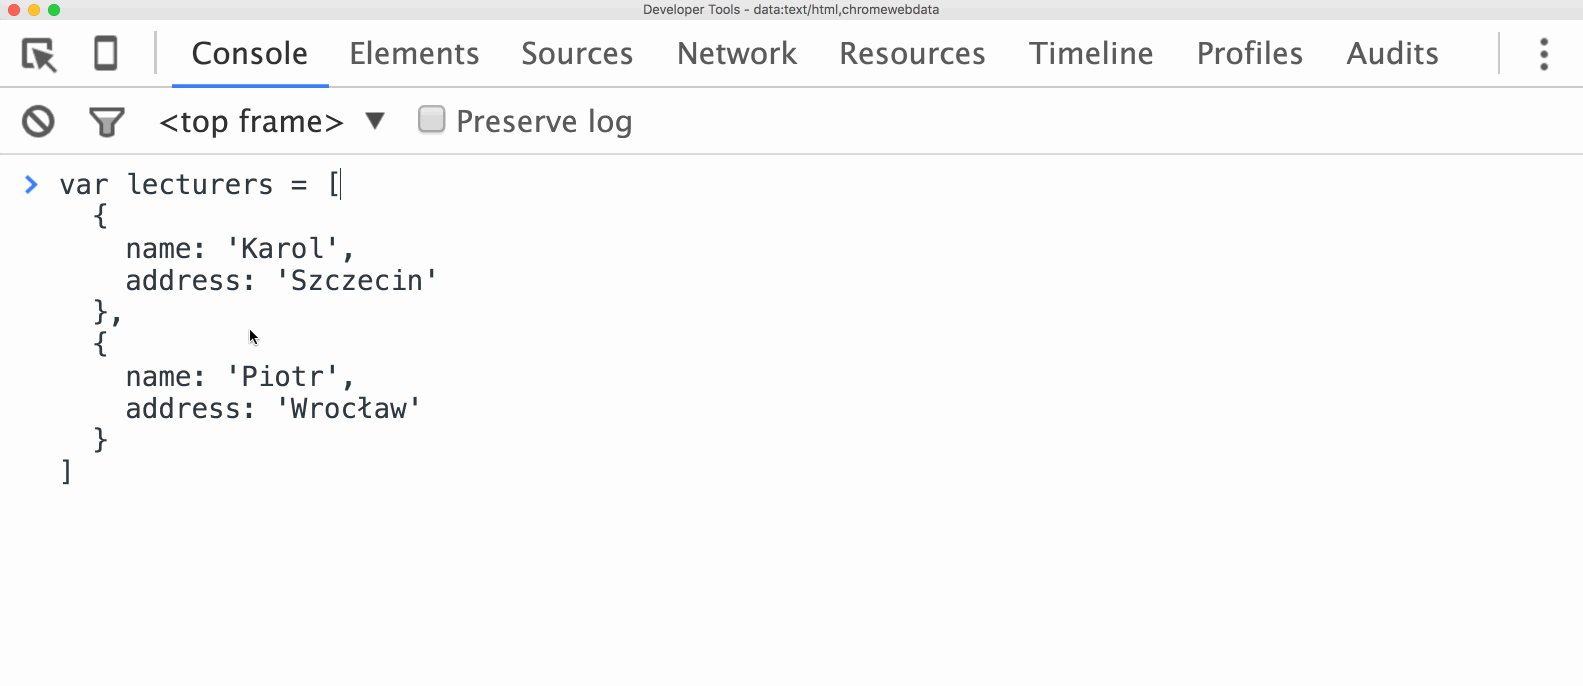 Developer Tools - data:text/html,chromewebdata
Console Elements Sources Network Resources Timeline Profiles Audits
<top frame> ▼ Preserve log
> var lecturers = [
  {
    name: 'Karol',
    address: 'Szczecin'
  },
  {
    name: 'Piotr',
    address: 'Wrocław'
  }
]